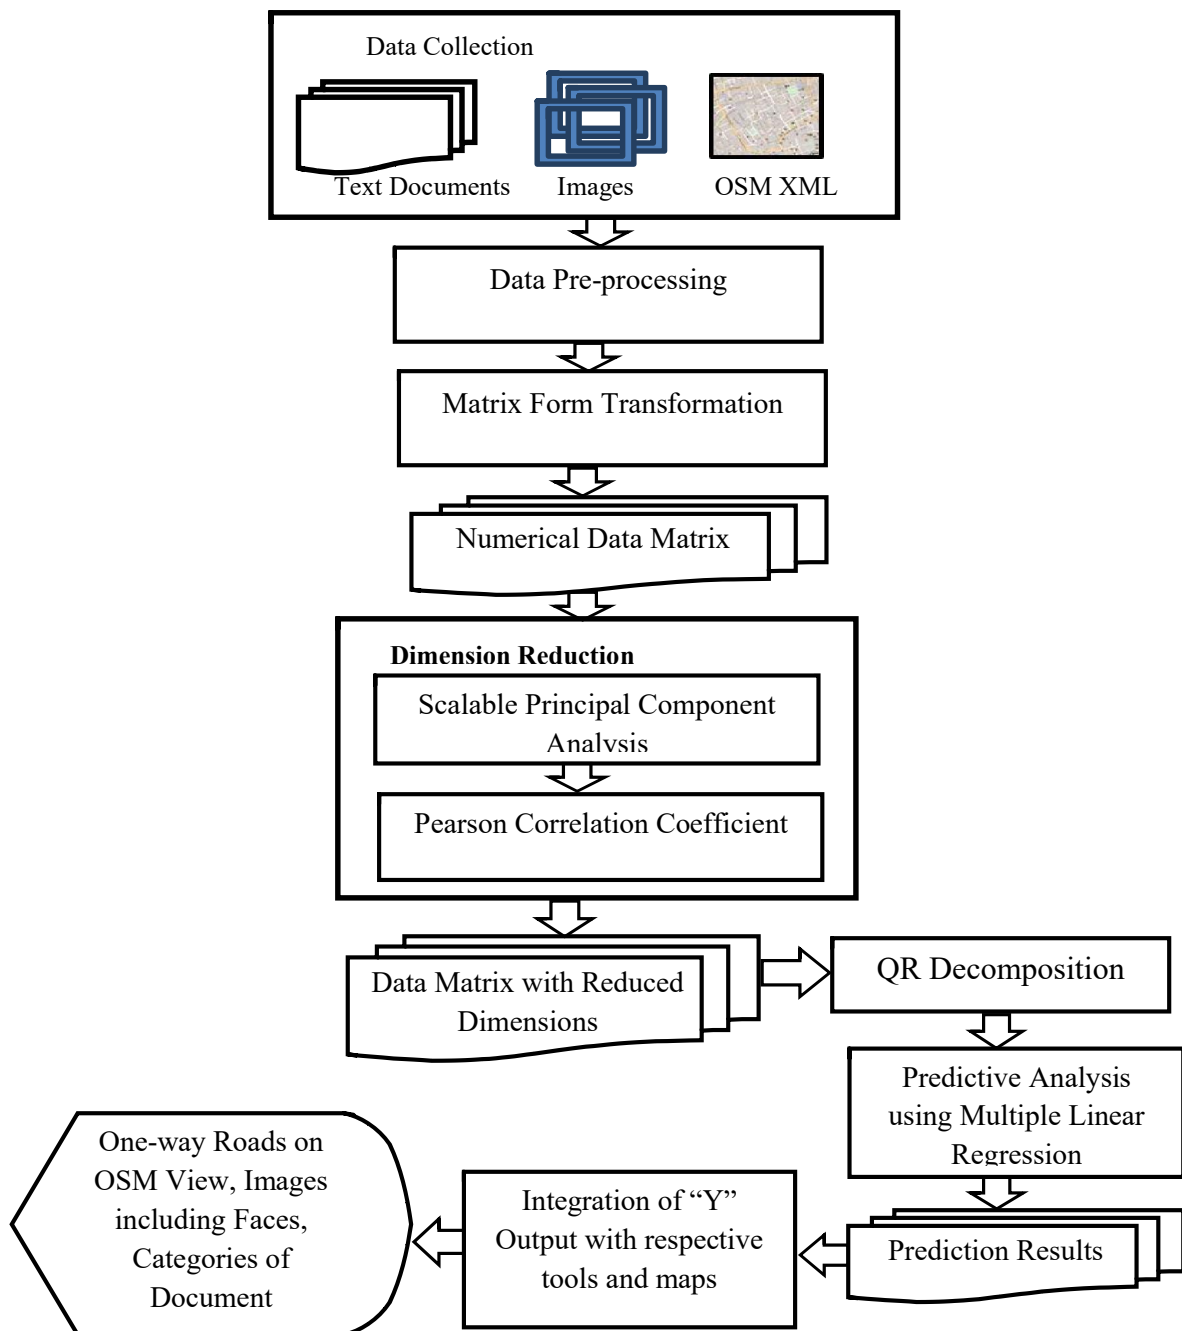 Data Collection
Text Documents
Images
OSM XML
Data Pre-processing
Matrix Form Transformation
Numerical Data Matrix
Dimension Reduction
Scalable Principal Component
Analysis
Pearson Correlation Coefficient
Data Matrix with Reduced
Dimensions
QR Decomposition
Predictive Analysis
using Multiple Linear
Regression
Prediction Results
Integration of “Y”
Output with respective
tools and maps
One-way Roads on
OSM View, Images
including Faces,
Categories of
Document